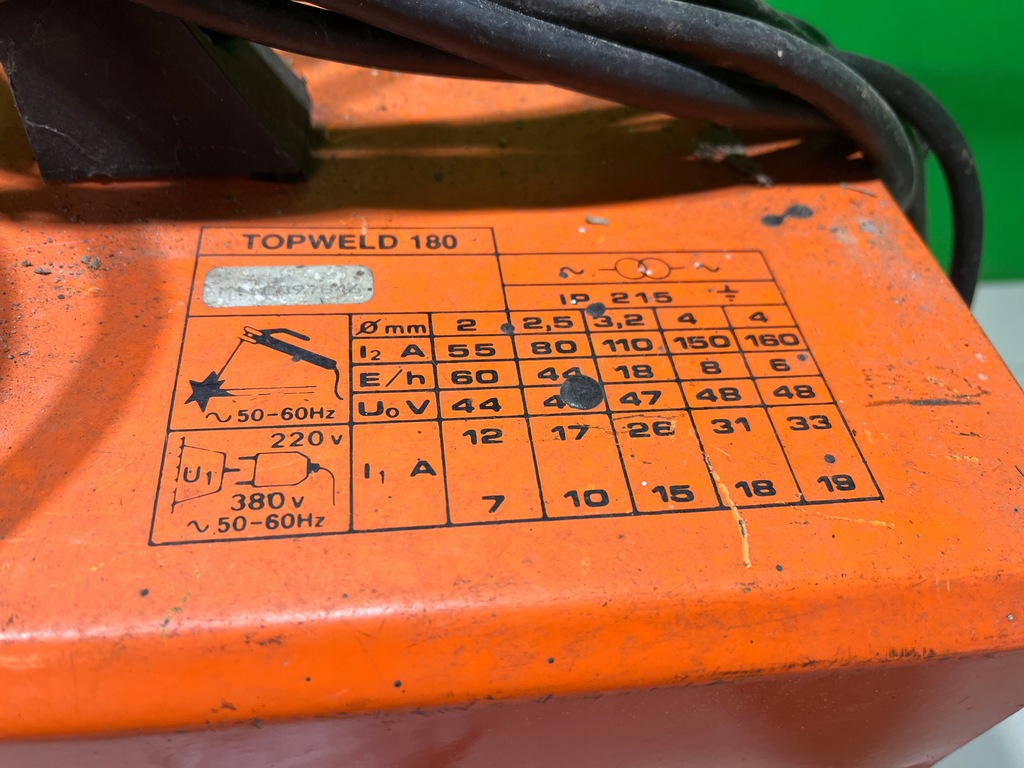 TOPWELD 180
IP 215
Ø mm 2 2,5 3,2 4 4
I2 A 55 80 110 150 160
E/h 60 44 18 8 6
~ 50-60Hz
U0 V 44 47 48 48
220 V
12 17 26 31 33
U1
I1 A
380 V
7 10 15 18 19
~ 50-60Hz